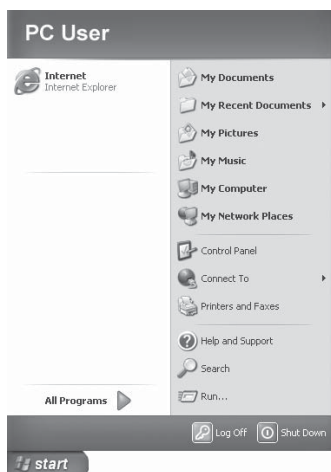 PC User
Internet
Internet Explorer
All Programs
My Documents
My Recent Documents
My Pictures
My Music
My Computer
My Network Places
Control Panel
Connect To
Printers and Faxes
Help and Support
Search
Run...
Log Off
Shut Down
start